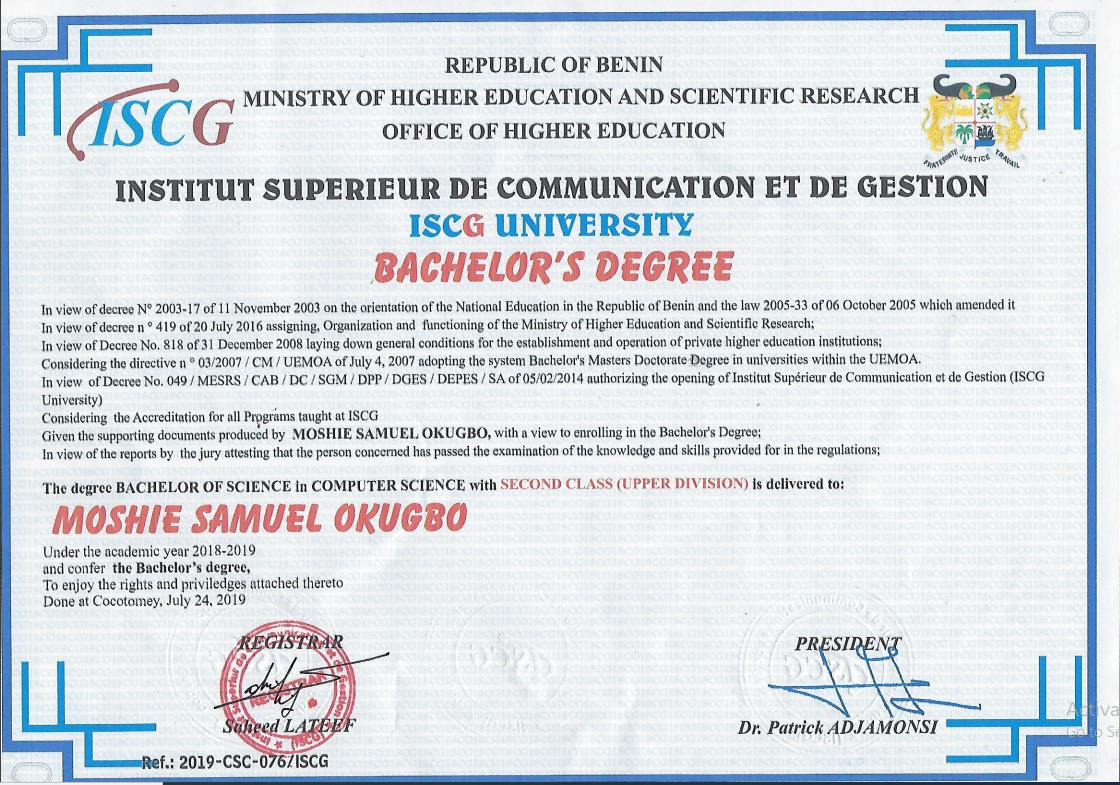 REPUBLIC OF BENIN
ISCG
MINISTRY OF HIGHER EDUCATION AND SCIENTIFIC RESEARCH
OFFICE OF HIGHER EDUCATION
FRATERNITE JUSTICE TRAVAIL
INSTITUT SUPERIEUR DE COMMUNICATION ET DE GESTION
ISCG UNIVERSITY
BACHELOR'S DEGREE
In view of decree N° 2003-17 of 11 November 2003 on the orientation of the National Education in the Republic of Benin and the law 2005-33 of 06 October 2005 which amended it
In view of decree n ° 419 of 20 July 2016 assigning, Organization and functioning of the Ministry of Higher Education and Scientific Research;
In view of Decree No. 818 of 31 December 2008 laying down general conditions for the establishment and operation of private higher education institutions;
Considering the directive n ° 03/2007 / CM / UEMOA of July 4, 2007 adopting the system Bachelor's Masters Doctorate Degree in universities within the UEMOA.
In view of Decree No. 049 / MESRS / CAB / DC / SGM / DPP / DGES / DEPES / SA of 05/02/2014 authorizing the opening of Institut Supérieur de Communication et de Gestion (ISCG
University)
Considering the Accreditation for all Programs taught at ISCG
Given the supporting documents produced by MOSHIE SAMUEL OKUGBO, with a view to enrolling in the Bachelor's Degree;
In view of the reports by the jury attesting that the person concerned has passed the examination of the knowledge and skills provided for in the regulations;
The degree BACHELOR OF SCIENCE in COMPUTER SCIENCE with SECOND CLASS (UPPER DIVISION) is delivered to:
MOSHIE SAMUEL OKUGBO
Under the academic year 2018-2019
and confer the Bachelor's degree,
To enjoy the rights and priviledges attached thereto
Done at Cocotomey, July 24, 2019
REGISTRAR
PRESIDENT
REGISTRAR
Saheed LATEEF
Dr. Patrick ADJAMONSI
(ISCG)
Ref.: 2019-CSC-076/ISCG